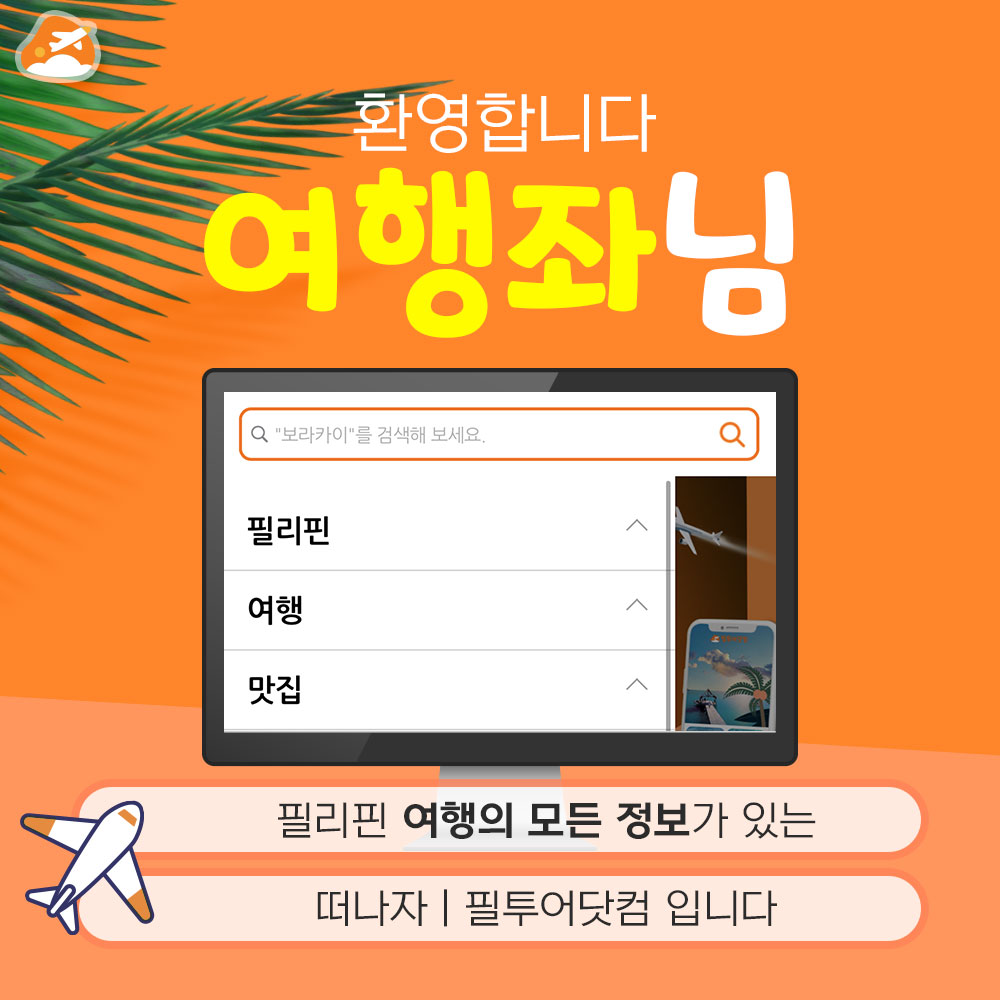 환영합니다
여행좌님
"보라카이"를 검색해 보세요.
필리핀
여행
맛집
필리핀 여행의 모든 정보가 있는
떠나자 | 필투어닷컴 입니다